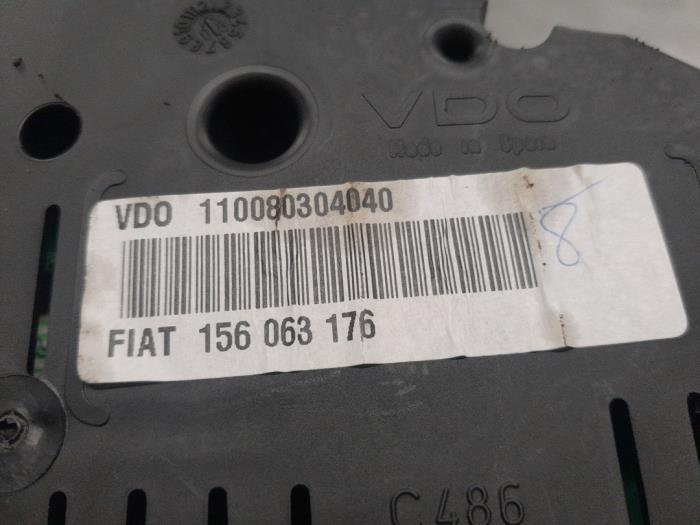 VDO
Made in Spain
VDO 110080304040
8
FIAT 156 063 176
C486